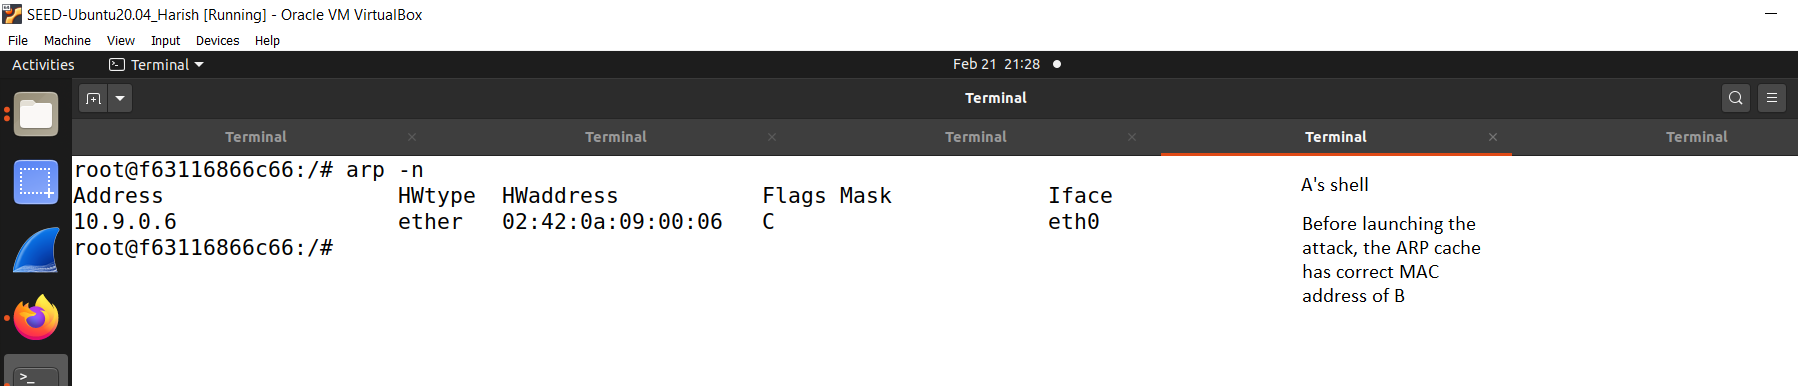 SEED-Ubuntu20.04_Harish [Running] - Oracle VM VirtualBox
File Machine View Input Devices Help
Activities Terminal Feb 21 21:28
Terminal
Terminal Terminal Terminal Terminal Terminal
root@f63116866c66:/# arp -n
Address HWtype HWaddress Flags Mask Iface
10.9.0.6 ether 02:42:0a:09:00:06 C eth0
root@f63116866c66:/#
A's shell
Before launching the
attack, the ARP cache
has correct MAC
address of B